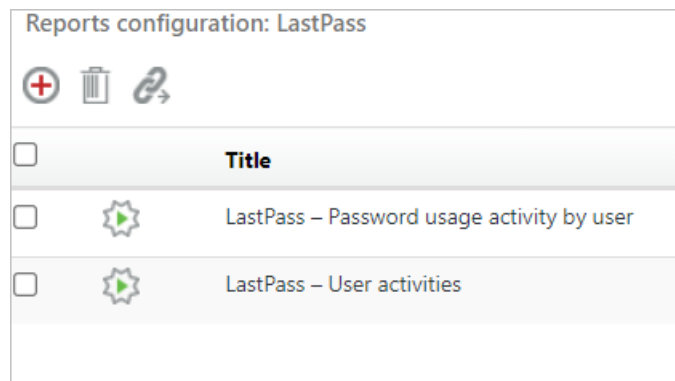 Reports configuration: LastPass
Title
LastPass – Password usage activity by user
LastPass – User activities